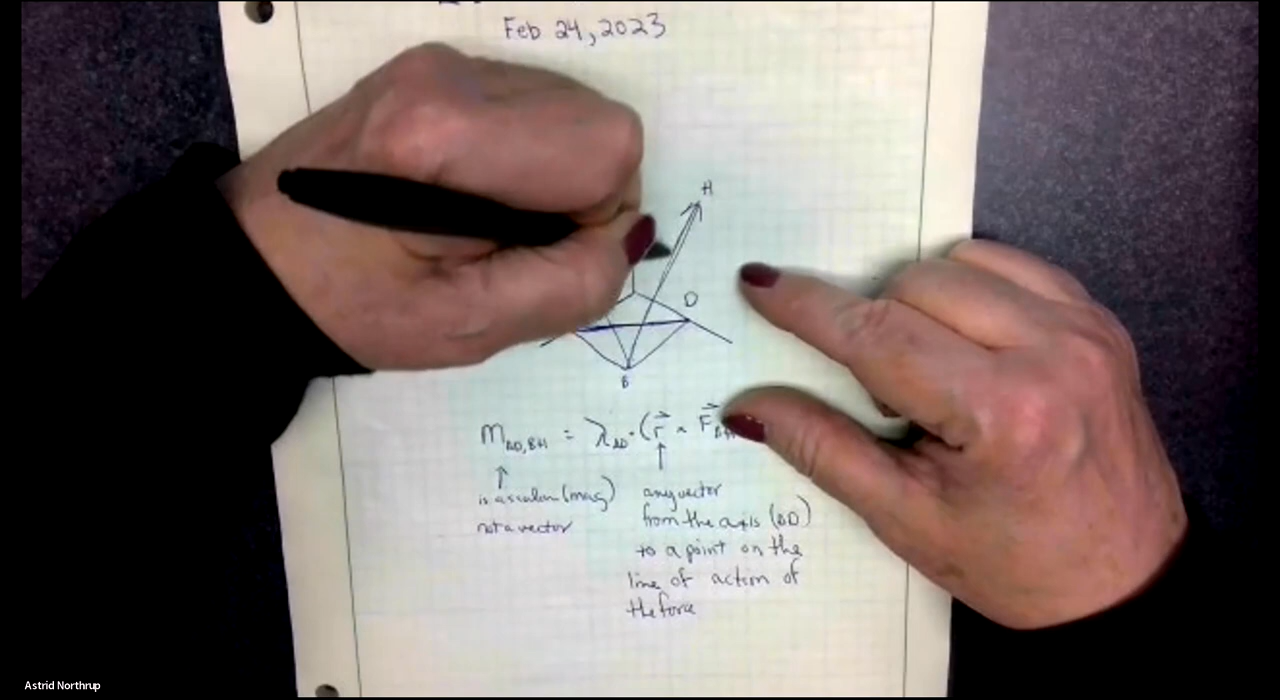 Feb 24, 2023
H
D
B
M_AD,BH = λ_AD · (r⃗ × F⃗_BH
↑ ↑
is a scalar (mag) any vector
not a vector from the axis (AD)
to a point on the
line of action of
the force
Astrid Northrup